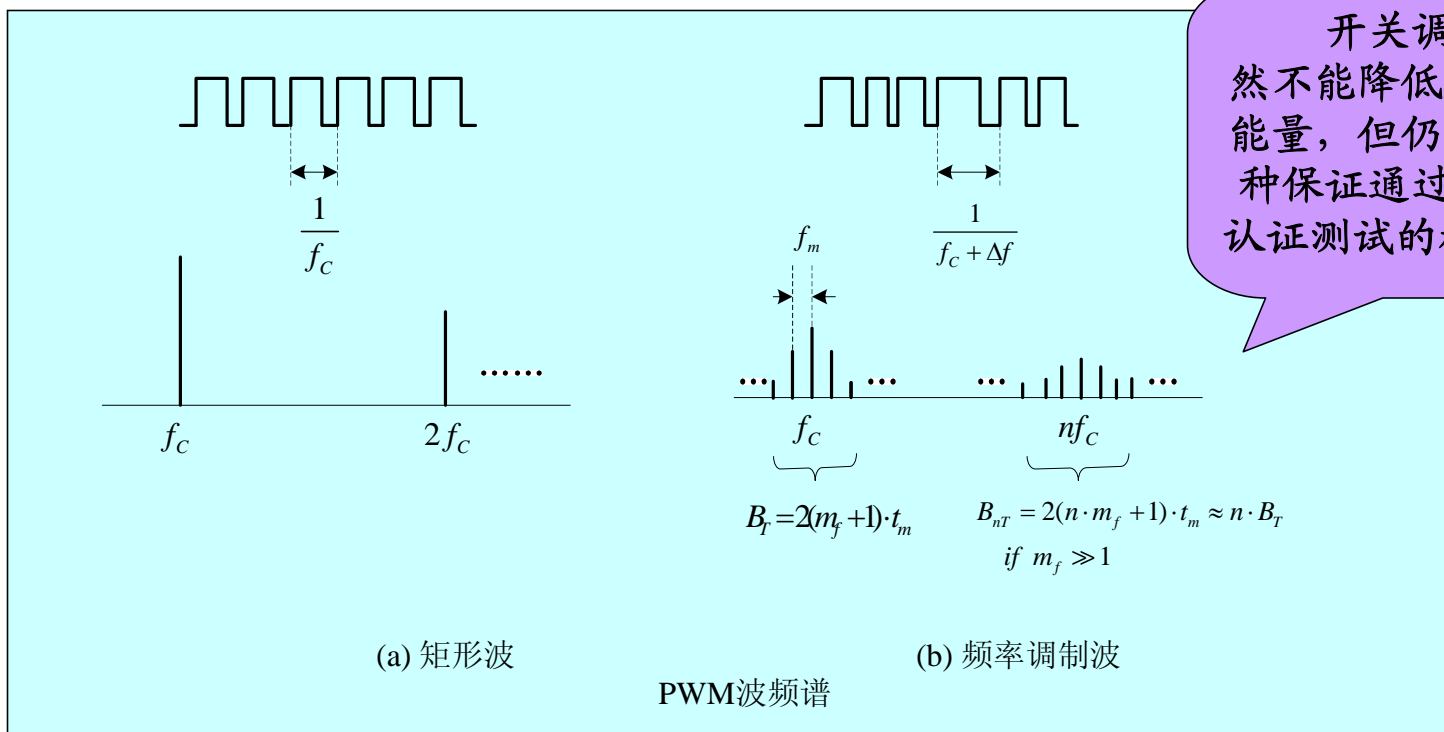 开关调
然不能降低
能量，但仍
种保证通过
认证测试的
1
f_C
f_C
2f_C
......
(a) 矩形波
f_m
1
f_C + Δf
...
...
...
...
f_C
nf_C
B_T = 2(m_f + 1)·t_m
B_{nT} = 2(n·m_f + 1)·t_m ≈ n·B_T
if m_f ≫ 1
(b) 频率调制波
PWM波频谱